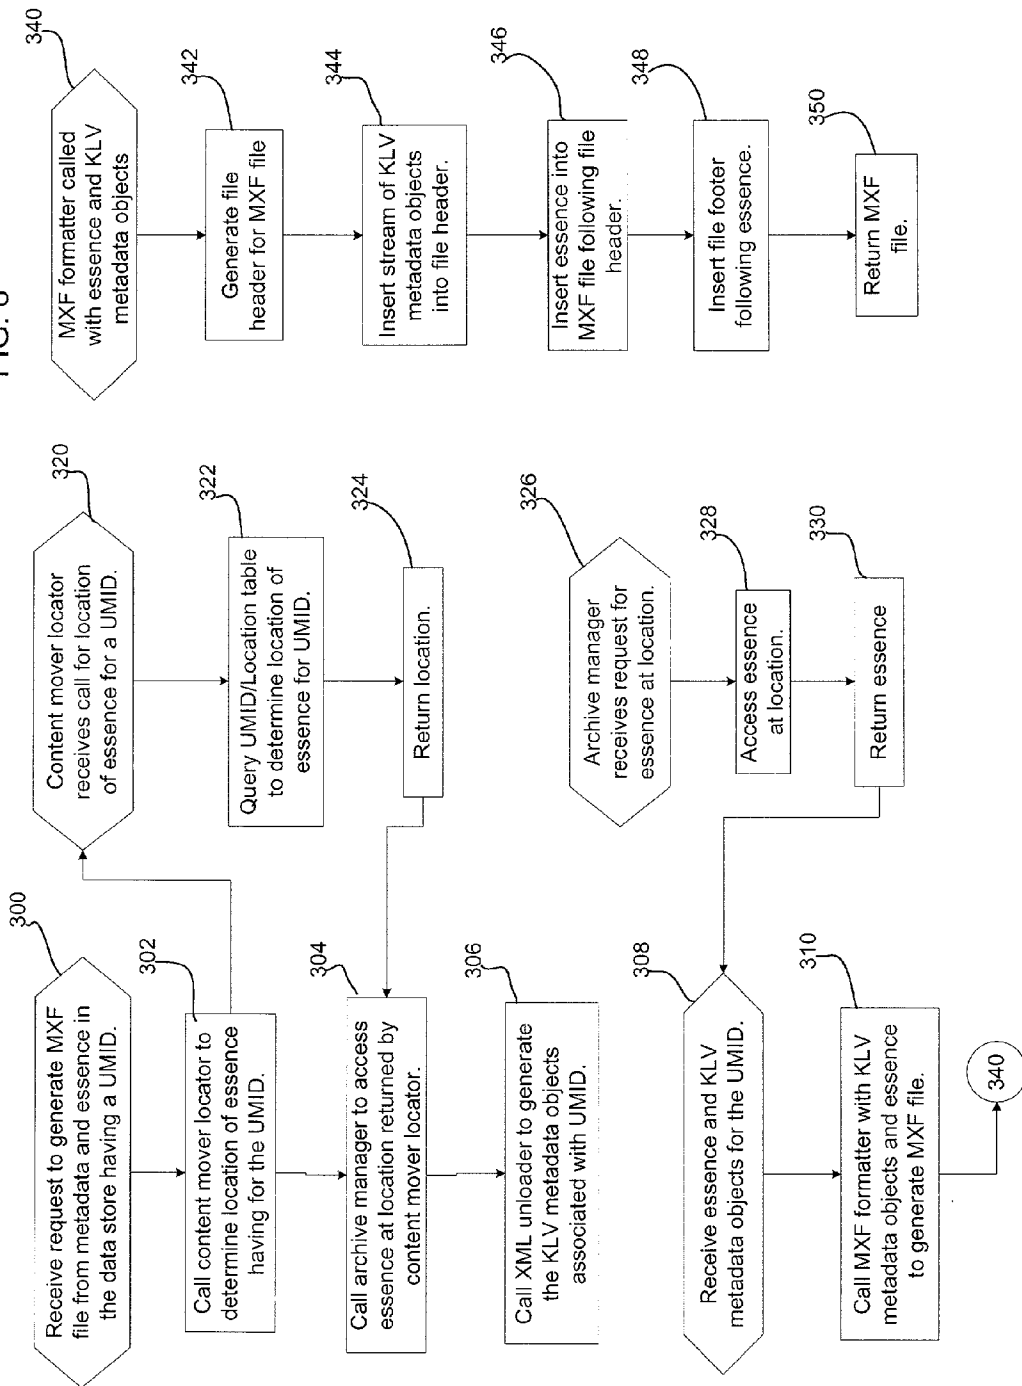 300
Receive request to generate MXF
file from metadata and essence in
the data store having a UMID.
302
Call content mover locator to
determine location of essence
having for the UMID.
304
Call archive manager to access
essence at location returned by
content mover locator.
306
Call XML unloader to generate
the KLV metadata objects
associated with UMID.
308
Receive essence and KLV
metadata objects for the UMID.
310
Call MXF formatter with KLV
metadata objects and essence
to generate MXF file.
340
320
Content mover locator
receives call for location
of essence for a UMID.
322
Query UMID/Location table
to determine location of
essence for UMID.
324
Return location.
326
Archive manager
receives request for
essence at location.
328
Access essence
at location.
330
Return essence
340
MXF formatter called
with essence and KLV
metadata objects
342
Generate file
header for MXF file
344
Insert stream of KLV
metadata objects
into file header.
346
Insert essence into
MXF file following file
header.
348
Insert file footer
following essence.
350
Return MXF
file.